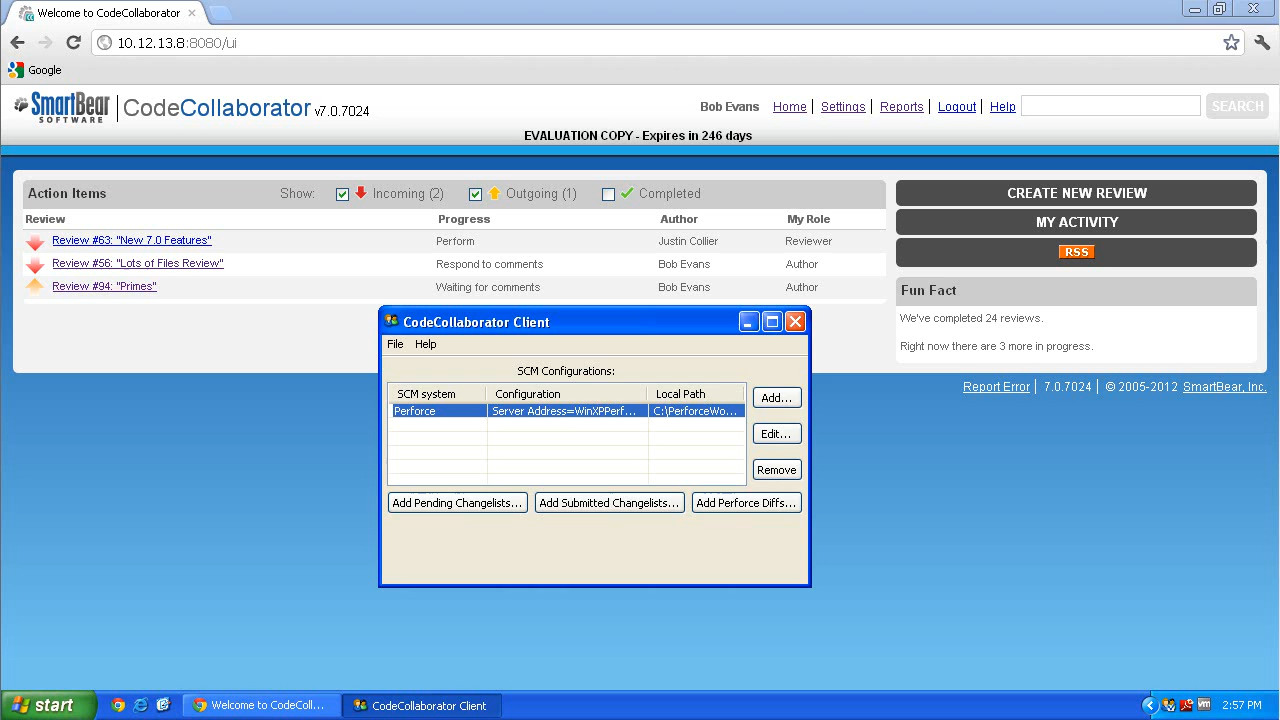 Welcome to CodeCollaborator
10.12.13.8:8080/ui
Google
SMARTBEAR SOFTWARE CodeCollaborator v7.0.7024
Bob Evans Home Settings Reports Logout Help SEARCH
EVALUATION COPY - Expires in 246 days
Action Items Show: Incoming (2) Outgoing (1) Completed
Review Progress Author My Role
Review #63: "New 7.0 Features" Perform Justin Collier Reviewer
Review #56: "Lots of Files Review" Respond to comments Bob Evans Author
Review #94: "Primes" Waiting for comments Bob Evans Author
CREATE NEW REVIEW
MY ACTIVITY
RSS
Fun Fact
We've completed 24 reviews.
Right now there are 3 more in progress.
Report Error 7.0.7024 © 2005-2012 SmartBear, Inc.
CodeCollaborator Client
File Help
SCM Configurations:
SCM system Configuration Local Path
Perforce Server Address=WinXPPerf... C:\PerforceWo...
Add...
Edit...
Remove
Add Pending Changelists... Add Submitted Changelists... Add Perforce Diffs...
start Welcome to CodeColl... CodeCollaborator Client 2:57 PM